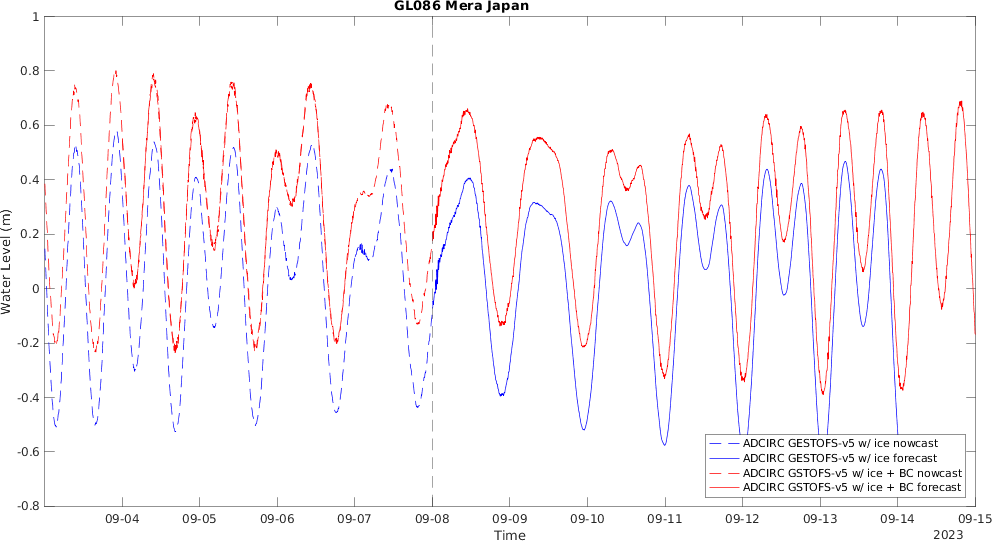 GL086 Mera Japan
Water Level (m)
1
0.8
0.6
0.4
0.2
0
-0.2
-0.4
-0.6
-0.8
ADCIRC GESTOFS-v5 w/ ice nowcast
ADCIRC GESTOFS-v5 w/ ice forecast
ADCIRC GSTOFS-v5 w/ ice + BC nowcast
ADCIRC GSTOFS-v5 w/ ice + BC forecast
09-04 09-05 09-06 09-07 09-08 09-09 09-10 09-11 09-12 09-13 09-14 09-15
Time
2023